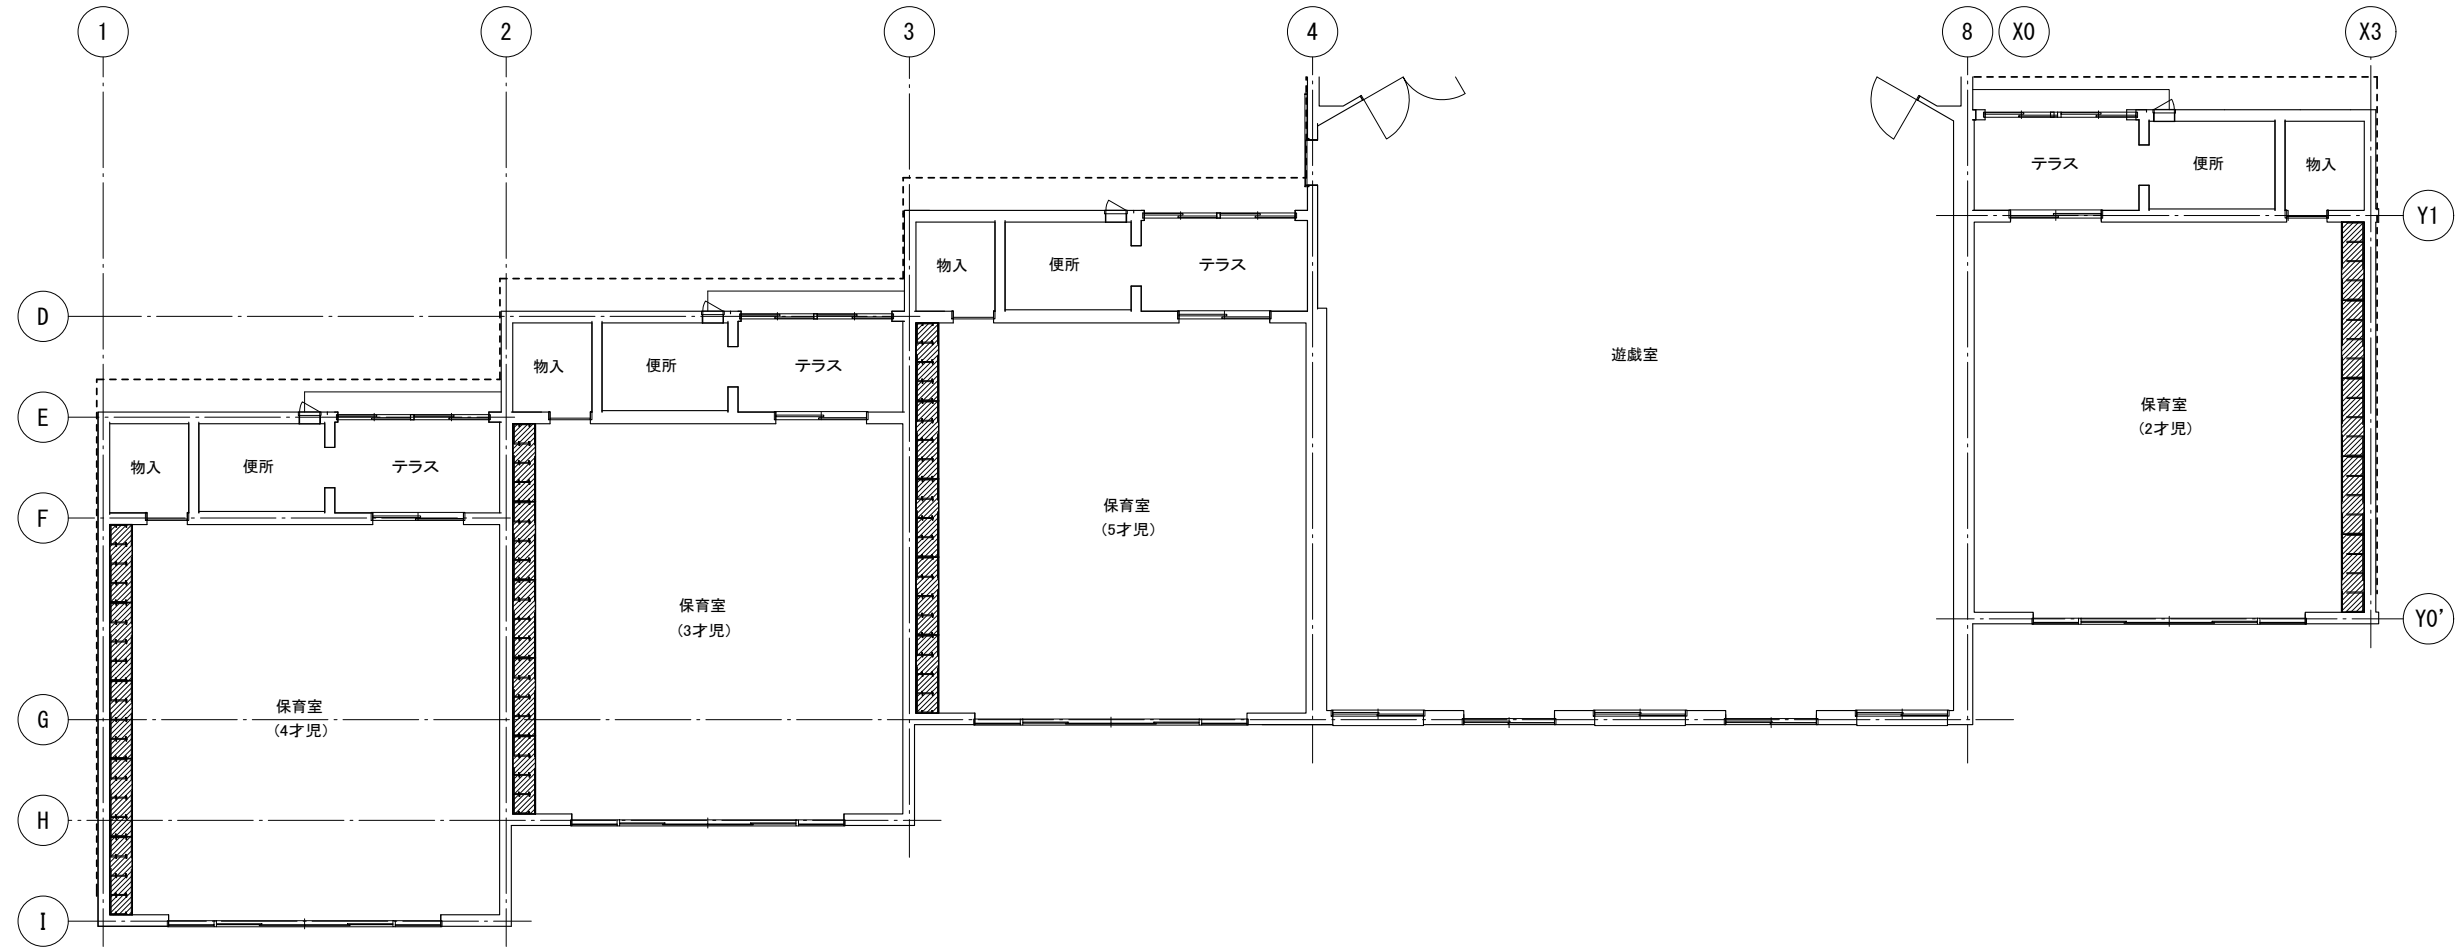 1
2
3
4
8
X0
X3
テラス
便所
物入
Y1
物入
便所
テラス
D
遊戯室
物入
便所
テラス
E
保育室
(2才児)
物入
便所
テラス
F
保育室
(5才児)
保育室
(3才児)
Y0'
G
保育室
(4才児)
H
I